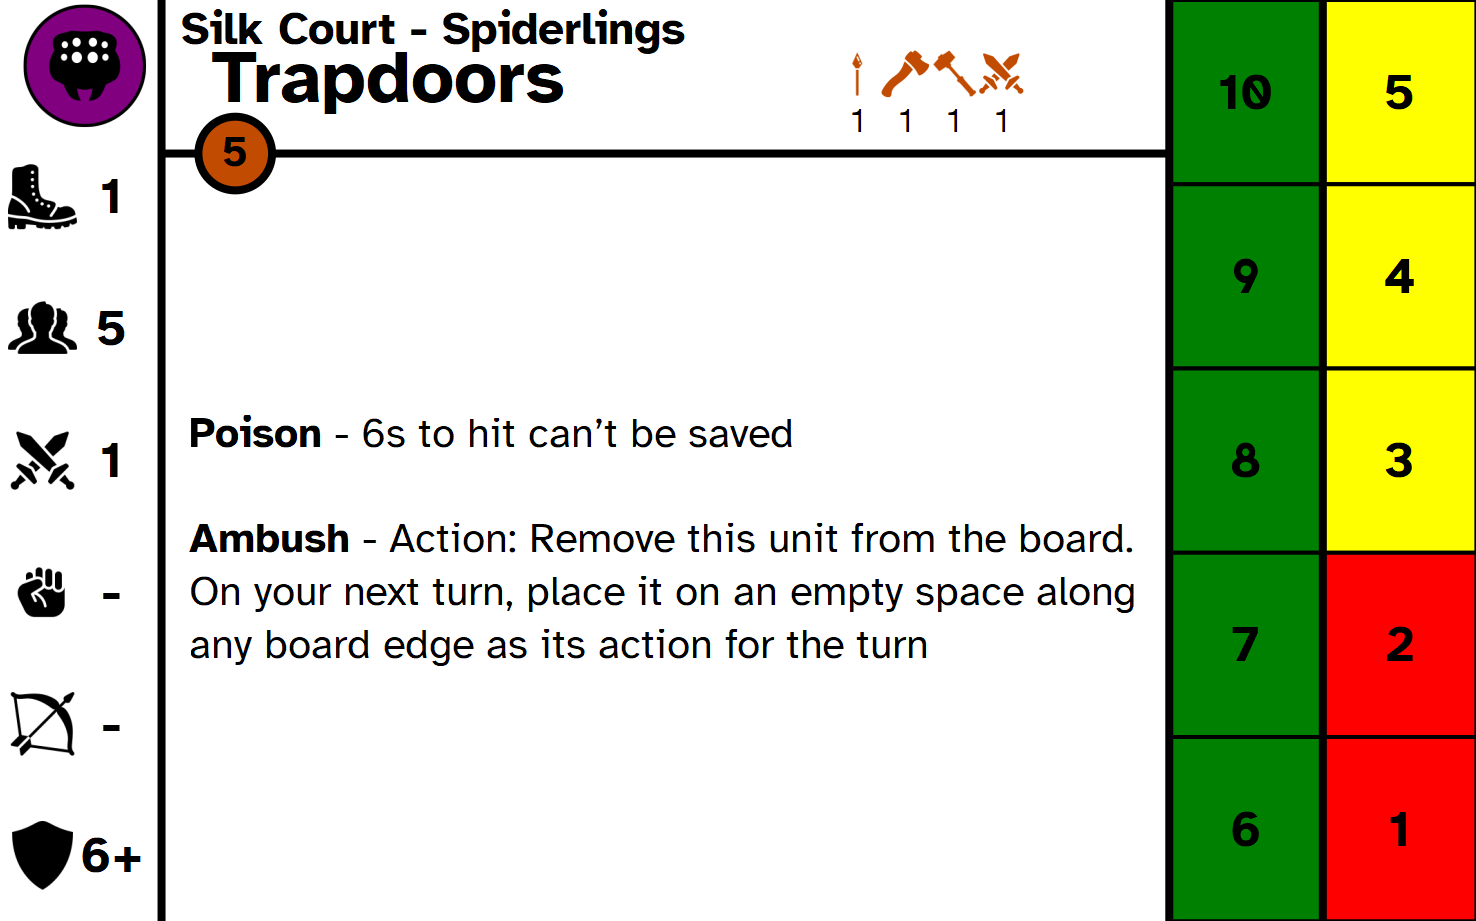 Silk Court - Spiderlings
Trapdoors
1 1 1 1
5
1
5
1
-
-
6+
Poison - 6s to hit can’t be saved
Ambush - Action: Remove this unit from the board.
On your next turn, place it on an empty space along
any board edge as its action for the turn
10 5
9 4
8 3
7 2
6 1